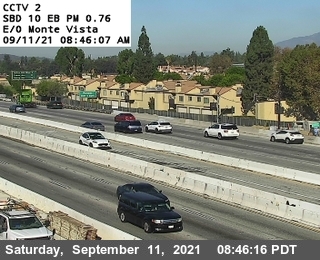 CCTV 2
SBD 10 EB PM 0.76
E/O Monte Vista
09/11/21 08:46:07 AM
Saturday, September 11, 2021 08:46:16 PDT